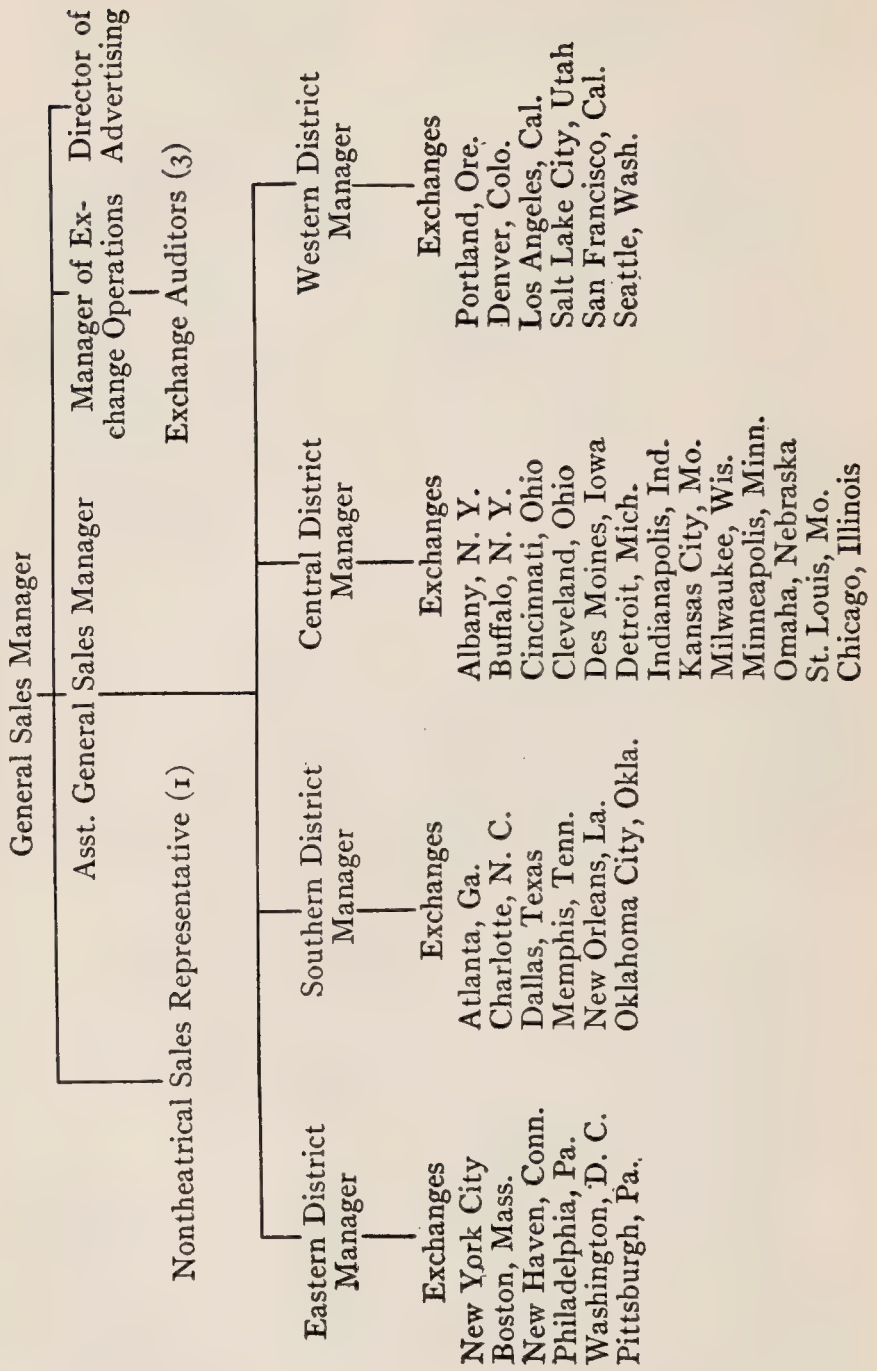 General Sales Manager
Nontheatrical Sales Representative (1)
Asst. General Sales Manager
Manager of Ex-
change Operations
Exchange Auditors (3)
Director of
Advertising
Eastern District
Manager
Exchanges
New York City
Boston, Mass.
New Haven, Conn.
Philadelphia, Pa.
Washington, D. C.
Pittsburgh, Pa.
Southern District
Manager
Exchanges
Atlanta, Ga.
Charlotte, N. C.
Dallas, Texas
Memphis, Tenn.
New Orleans, La.
Oklahoma City, Okla.
Central District
Manager
Exchanges
Albany, N. Y.
Buffalo, N. Y.
Cincinnati, Ohio
Cleveland, Ohio
Des Moines, Iowa
Detroit, Mich.
Indianapolis, Ind.
Kansas City, Mo.
Milwaukee, Wis.
Minneapolis, Minn.
Omaha, Nebraska
St. Louis, Mo.
Chicago, Illinois
Western District
Manager
Exchanges
Portland, Ore.
Denver, Colo.
Los Angeles, Cal.
Salt Lake City, Utah
San Francisco, Cal.
Seattle, Wash.